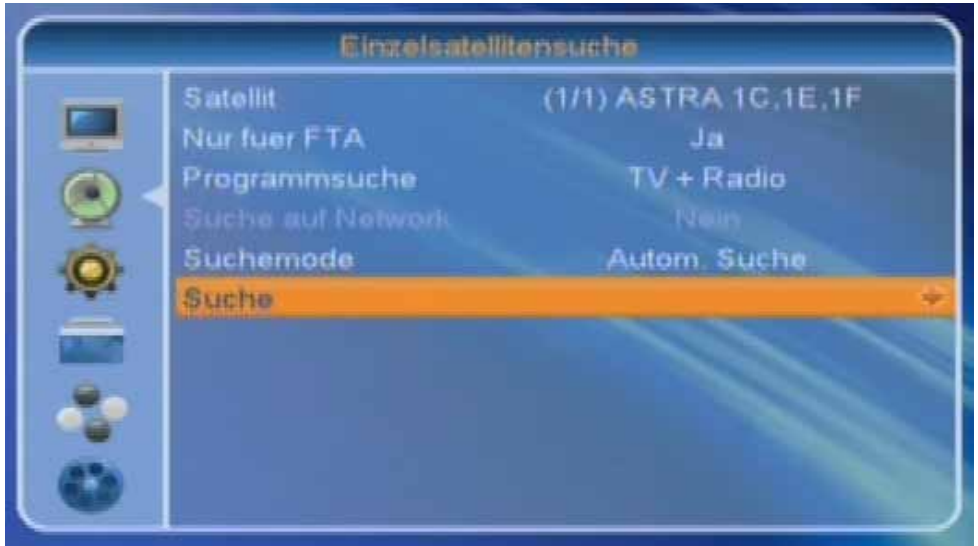 Einzelsatellitensuche
Satellit (1/1) ASTRA 1C,1E,1F
Nur fuer FTA Ja
Programmsuche TV + Radio
Suche auf Network Nein
Suchemode Autom. Suche
Suche